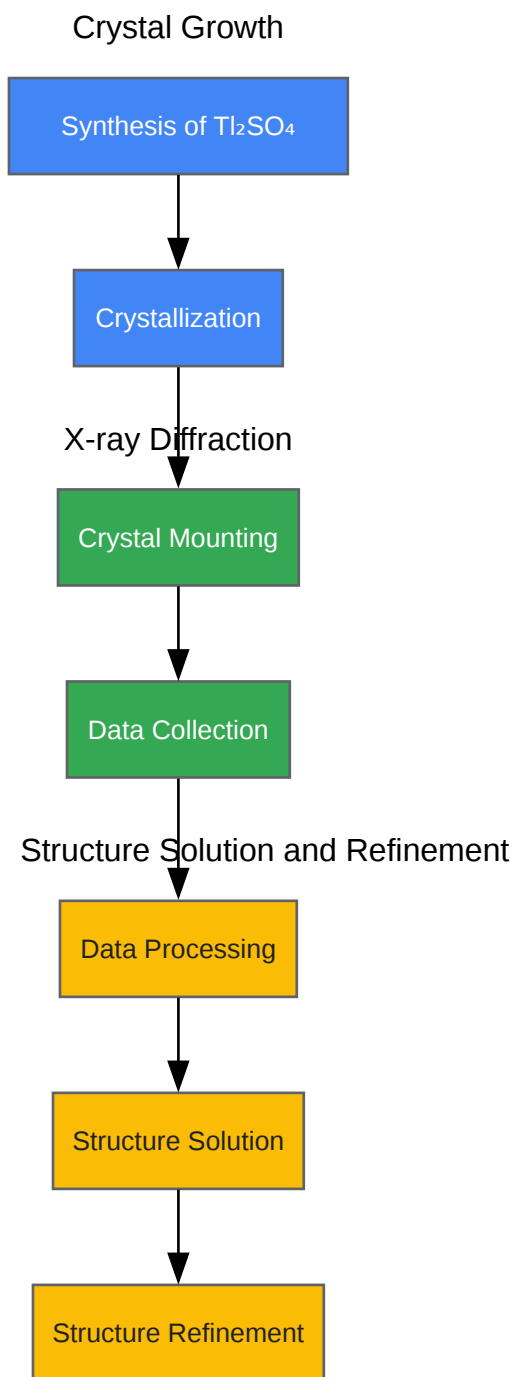 Crystal Growth
Synthesis of Tl₂SO₄
Crystallization
X-ray Diffraction
Crystal Mounting
Data Collection
Structure Solution and Refinement
Data Processing
Structure Solution
Structure Refinement